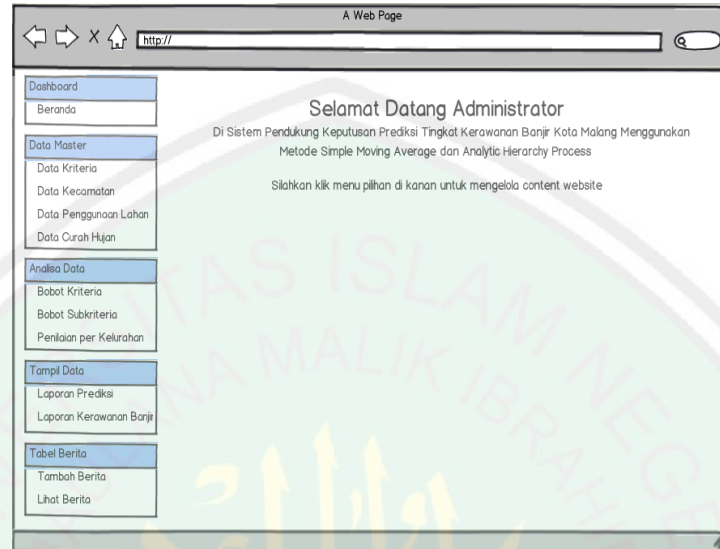 A Web Page
http://
Dashboard
Beranda
Data Master
Data Kriteria
Data Kecamatan
Data Penggunaan Lahan
Data Curah Hujan
Analisa Data
Bobot Kriteria
Bobot Subkriteria
Penilaian per Kelurahan
Tampil Data
Laporan Prediksi
Laporan Kerawanan Banjir
Tabel Berita
Tambah Berita
Lihat Berita
Selamat Datang Administrator
Di Sistem Pendukung Keputusan Prediksi Tingkat Kerawanan Banjir Kota Malang Menggunakan
Metode Simple Moving Average dan Analytic Hierarchy Process
Silahkan klik menu pilihan di kanan untuk mengelola content website